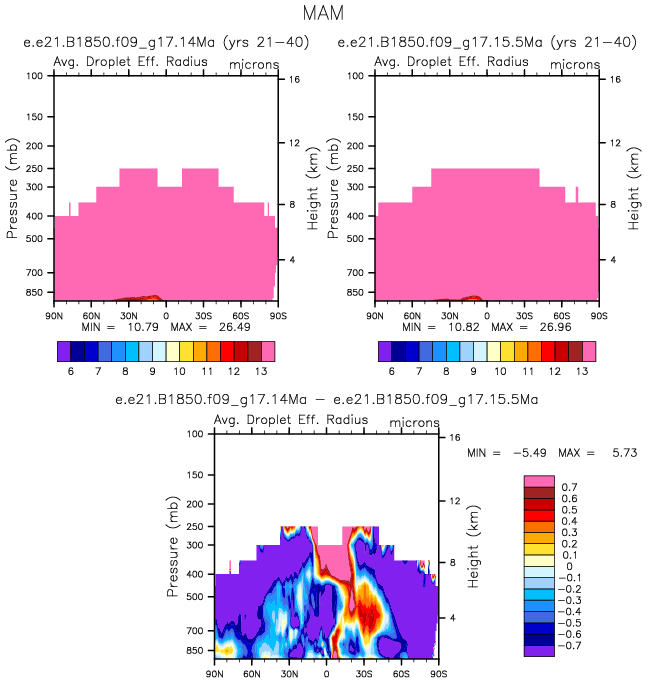 MAM
e.e21.B1850.f09_g17.14Ma (yrs 21-40)
Avg. Droplet Eff. Radius microns
100
150
200
250
300
400
500
700
850
Pressure (mb)
16
12
8
4
Height (km)
90N 60N 30N 0 30S 60S 90S
MIN = 10.79 MAX = 26.49
6 7 8 9 10 11 12 13
e.e21.B1850.f09_g17.15.5Ma (yrs 21-40)
Avg. Droplet Eff. Radius microns
100
150
200
250
300
400
500
700
850
Pressure (mb)
16
12
8
4
Height (km)
90N 60N 30N 0 30S 60S 90S
MIN = 10.82 MAX = 26.96
6 7 8 9 10 11 12 13
e.e21.B1850.f09_g17.14Ma - e.e21.B1850.f09_g17.15.5Ma
Avg. Droplet Eff. Radius microns
100
150
200
250
300
400
500
700
850
Pressure (mb)
16
12
8
4
Height (km)
90N 60N 30N 0 30S 60S 90S
MIN = -5.49 MAX = 5.73
0.7
0.6
0.5
0.4
0.3
0.2
0.1
0
-0.1
-0.2
-0.3
-0.4
-0.5
-0.6
-0.7